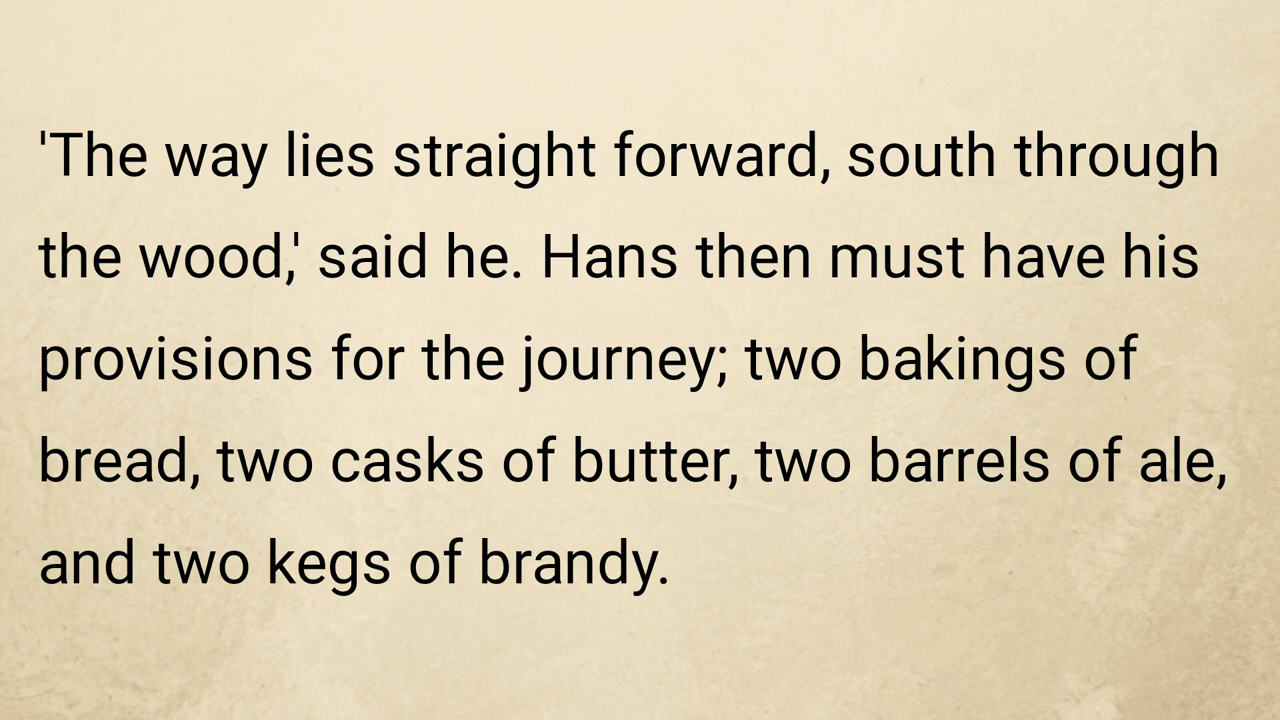 'The way lies straight forward, south through
the wood,' said he. Hans then must have his
provisions for the journey; two bakings of
bread, two casks of butter, two barrels of ale,
and two kegs of brandy.